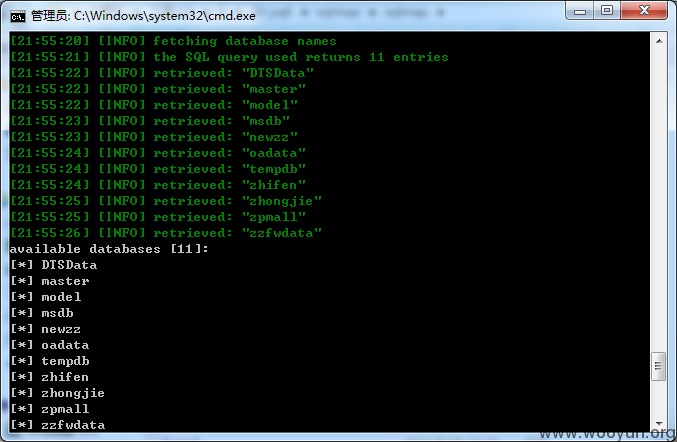 管理员: C:\Windows\system32\cmd.exe
[21:55:20] [INFO] fetching database names
[21:55:21] [INFO] the SQL query used returns 11 entries
[21:55:22] [INFO] retrieved: "DTSData"
[21:55:22] [INFO] retrieved: "master"
[21:55:22] [INFO] retrieved: "model"
[21:55:23] [INFO] retrieved: "msdb"
[21:55:23] [INFO] retrieved: "newzz"
[21:55:24] [INFO] retrieved: "oadata"
[21:55:24] [INFO] retrieved: "tempdb"
[21:55:24] [INFO] retrieved: "zhifen"
[21:55:25] [INFO] retrieved: "zhongjie"
[21:55:25] [INFO] retrieved: "zpmall"
[21:55:26] [INFO] retrieved: "zzfwdata"
available databases [11]:
[*] DTSData
[*] master
[*] model
[*] msdb
[*] newzz
[*] oadata
[*] tempdb
[*] zhifen
[*] zhongjie
[*] zpmall
[*] zzfwdata
www.wooyun.org